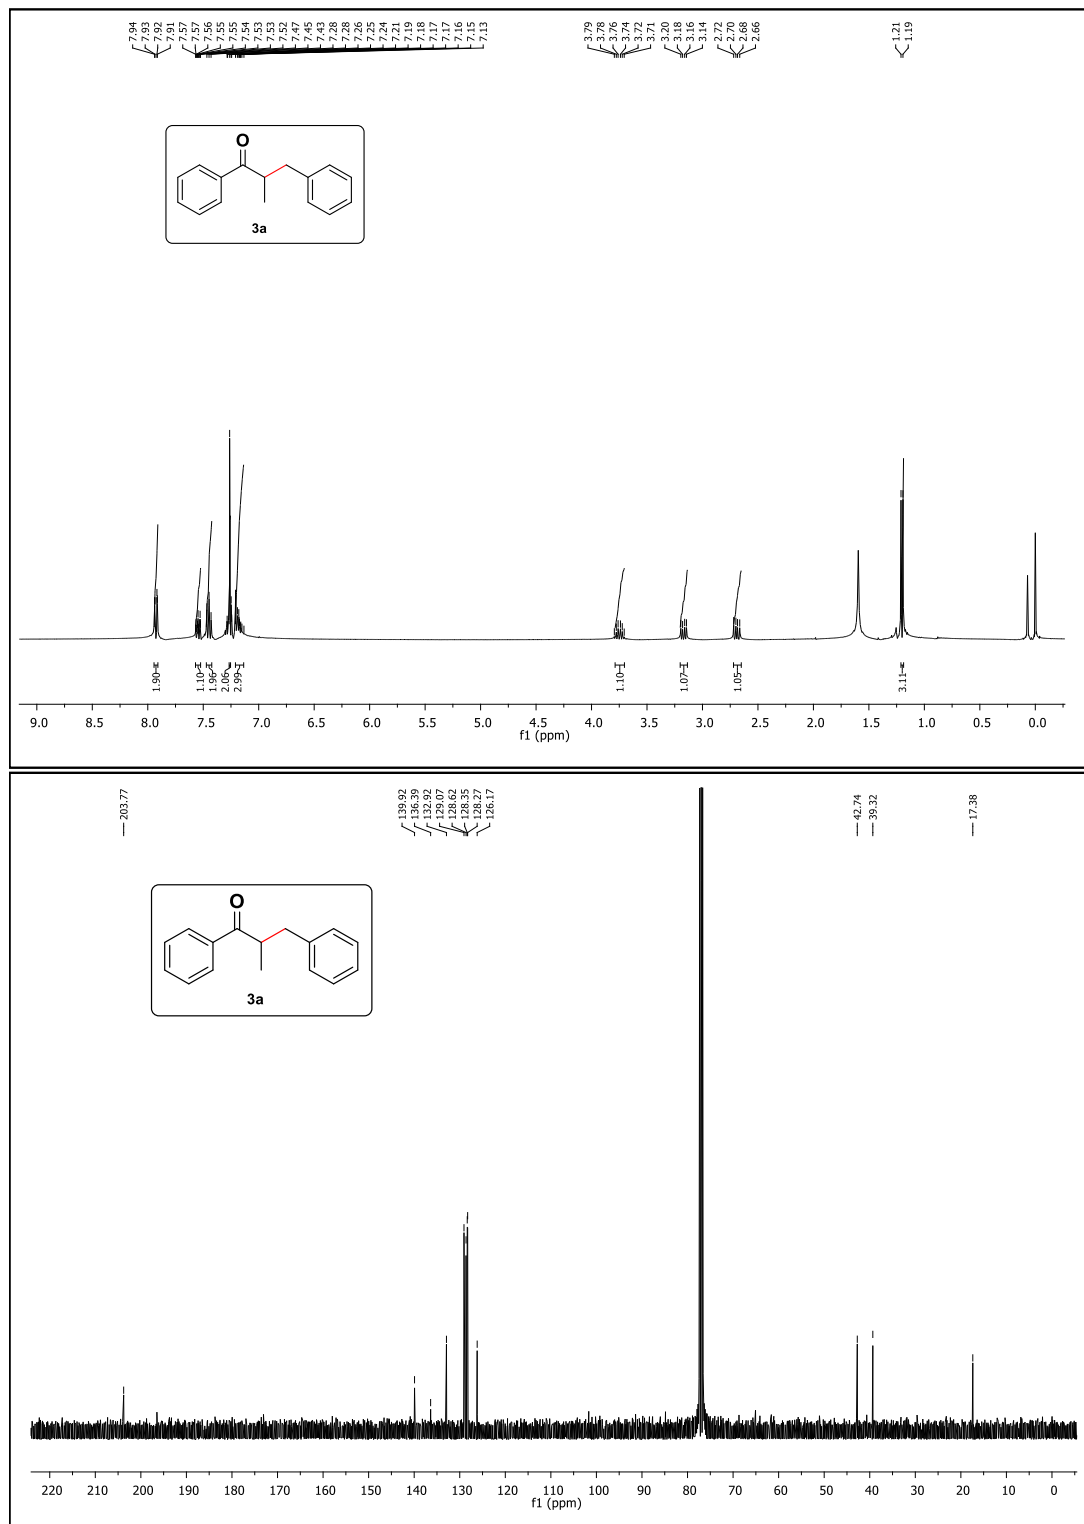 7.94 7.93 7.92 7.91 7.57 7.57 7.56 7.55 7.55 7.54 7.53 7.53 7.52 7.47 7.45 7.43 7.28 7.28 7.26 7.25 7.24 7.21 7.19 7.18 7.17 7.17 7.16 7.15 7.13 3.79 3.78 3.76 3.74 3.72 3.71 3.20 3.18 3.16 3.14 2.72 2.70 2.68 2.66 1.21 1.19
O
3a
1.90 1.10 1.96 2.06 2.99 1.10 1.07 1.05 3.11
9.0 8.5 8.0 7.5 7.0 6.5 6.0 5.5 5.0 4.5 4.0 3.5 3.0 2.5 2.0 1.5 1.0 0.5 0.0
f1 (ppm)
203.77 139.92 136.39 132.92 129.07 128.62 128.35 128.27 126.17 42.74 39.32 17.38
O
3a
220 210 200 190 180 170 160 150 140 130 120 110 100 90 80 70 60 50 40 30 20 10 0
f1 (ppm)